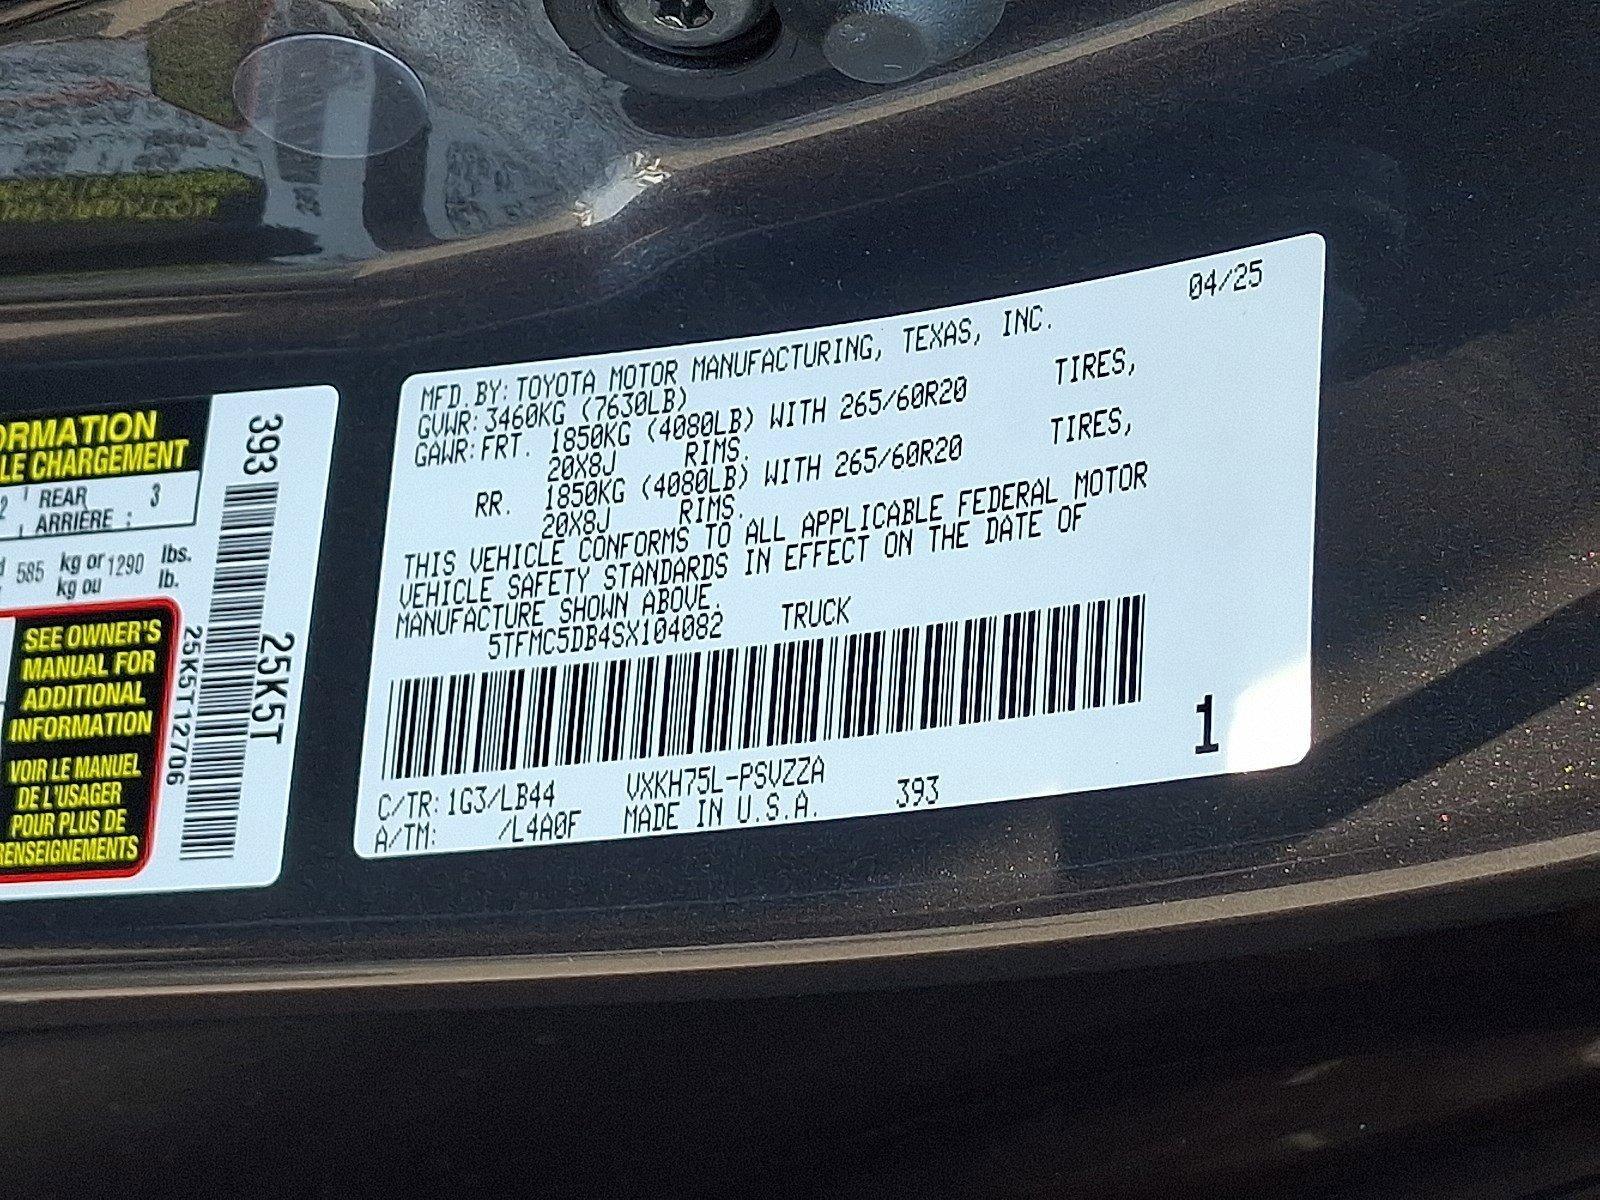 ORMATION
LE CHARGEMENT
2 REAR 3
ARRIÈRE :
585 kg or 1290 lbs.
kg ou lb.
SEE OWNER'S
MANUAL FOR
ADDITIONAL
INFORMATION
VOIR LE MANUEL
DE L'USAGER
POUR PLUS DE
RENSEIGNEMENTS
393
25K5T12706
25K5T
04/25
MFD.BY:TOYOTA MOTOR MANUFACTURING, TEXAS, INC.
GVWR: 3460KG (7630LB)
GAWR:FRT. 1850KG (4080LB) WITH 265/60R20 TIRES,
20X8J RIMS.
RR. 1850KG (4080LB) WITH 265/60R20 TIRES,
20X8J RIMS.
THIS VEHICLE CONFORMS TO ALL APPLICABLE FEDERAL MOTOR
VEHICLE SAFETY STANDARDS IN EFFECT ON THE DATE OF
MANUFACTURE SHOWN ABOVE.
5TFMC5DB4SX104082 TRUCK
1
C/TR:1G3/LB44 VXKH75L-PSVZZA
A/TM: /L4A0F MADE IN U.S.A. 393